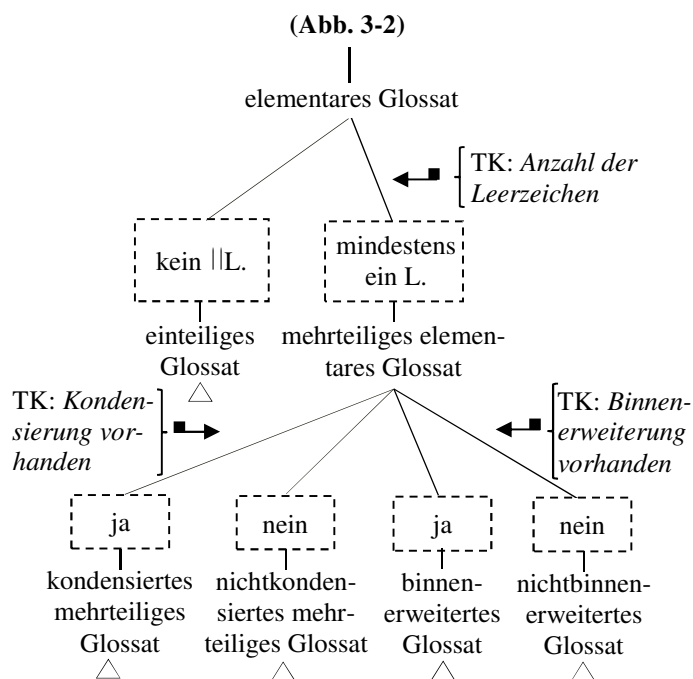 (Abb. 3-2)
elementares Glossat
TK: Anzahl der
Leerzeichen
kein ||L.
mindestens
ein L.
einteiliges
Glossat
mehrteiliges elemen-
tares Glossat
TK: Konden-
sierung vor-
handen
TK: Binnen-
erweiterung
vorhanden
ja
nein
ja
nein
kondensiertes
mehrteiliges
Glossat
nichtkonden-
siertes mehr-
teiliges Glossat
binnen-
erweitertes
Glossat
nichtbinnen-
erweitertes
Glossat